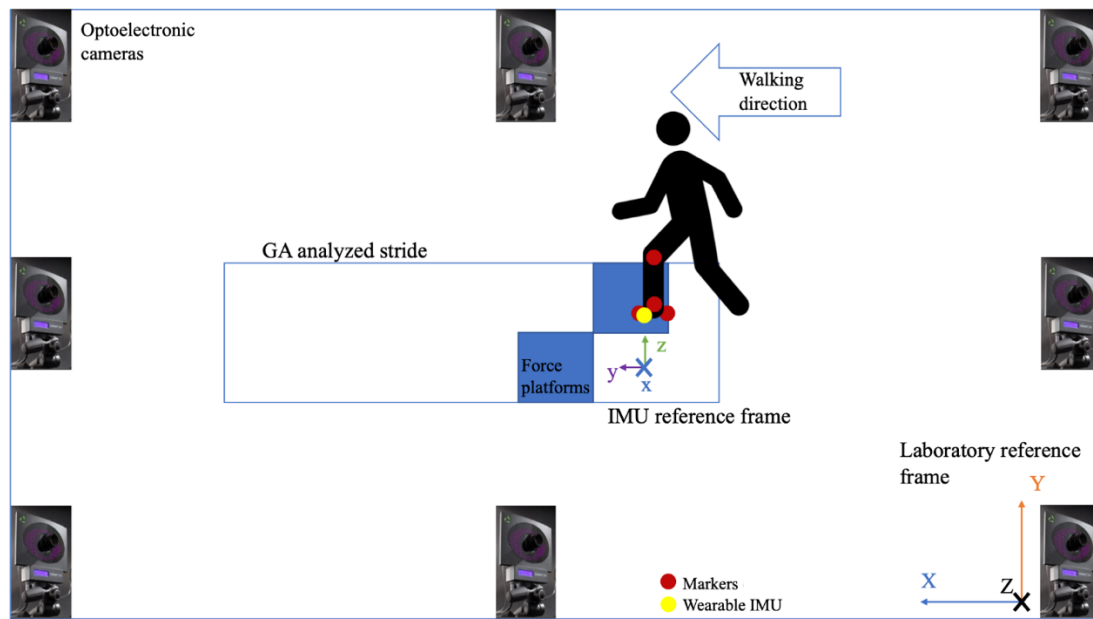 Optoelectronic
cameras
Walking
direction
GA analyzed stride
Force
platforms
z
y
x
IMU reference frame
Laboratory reference
frame
Y
X
Z
Markers
Wearable IMU